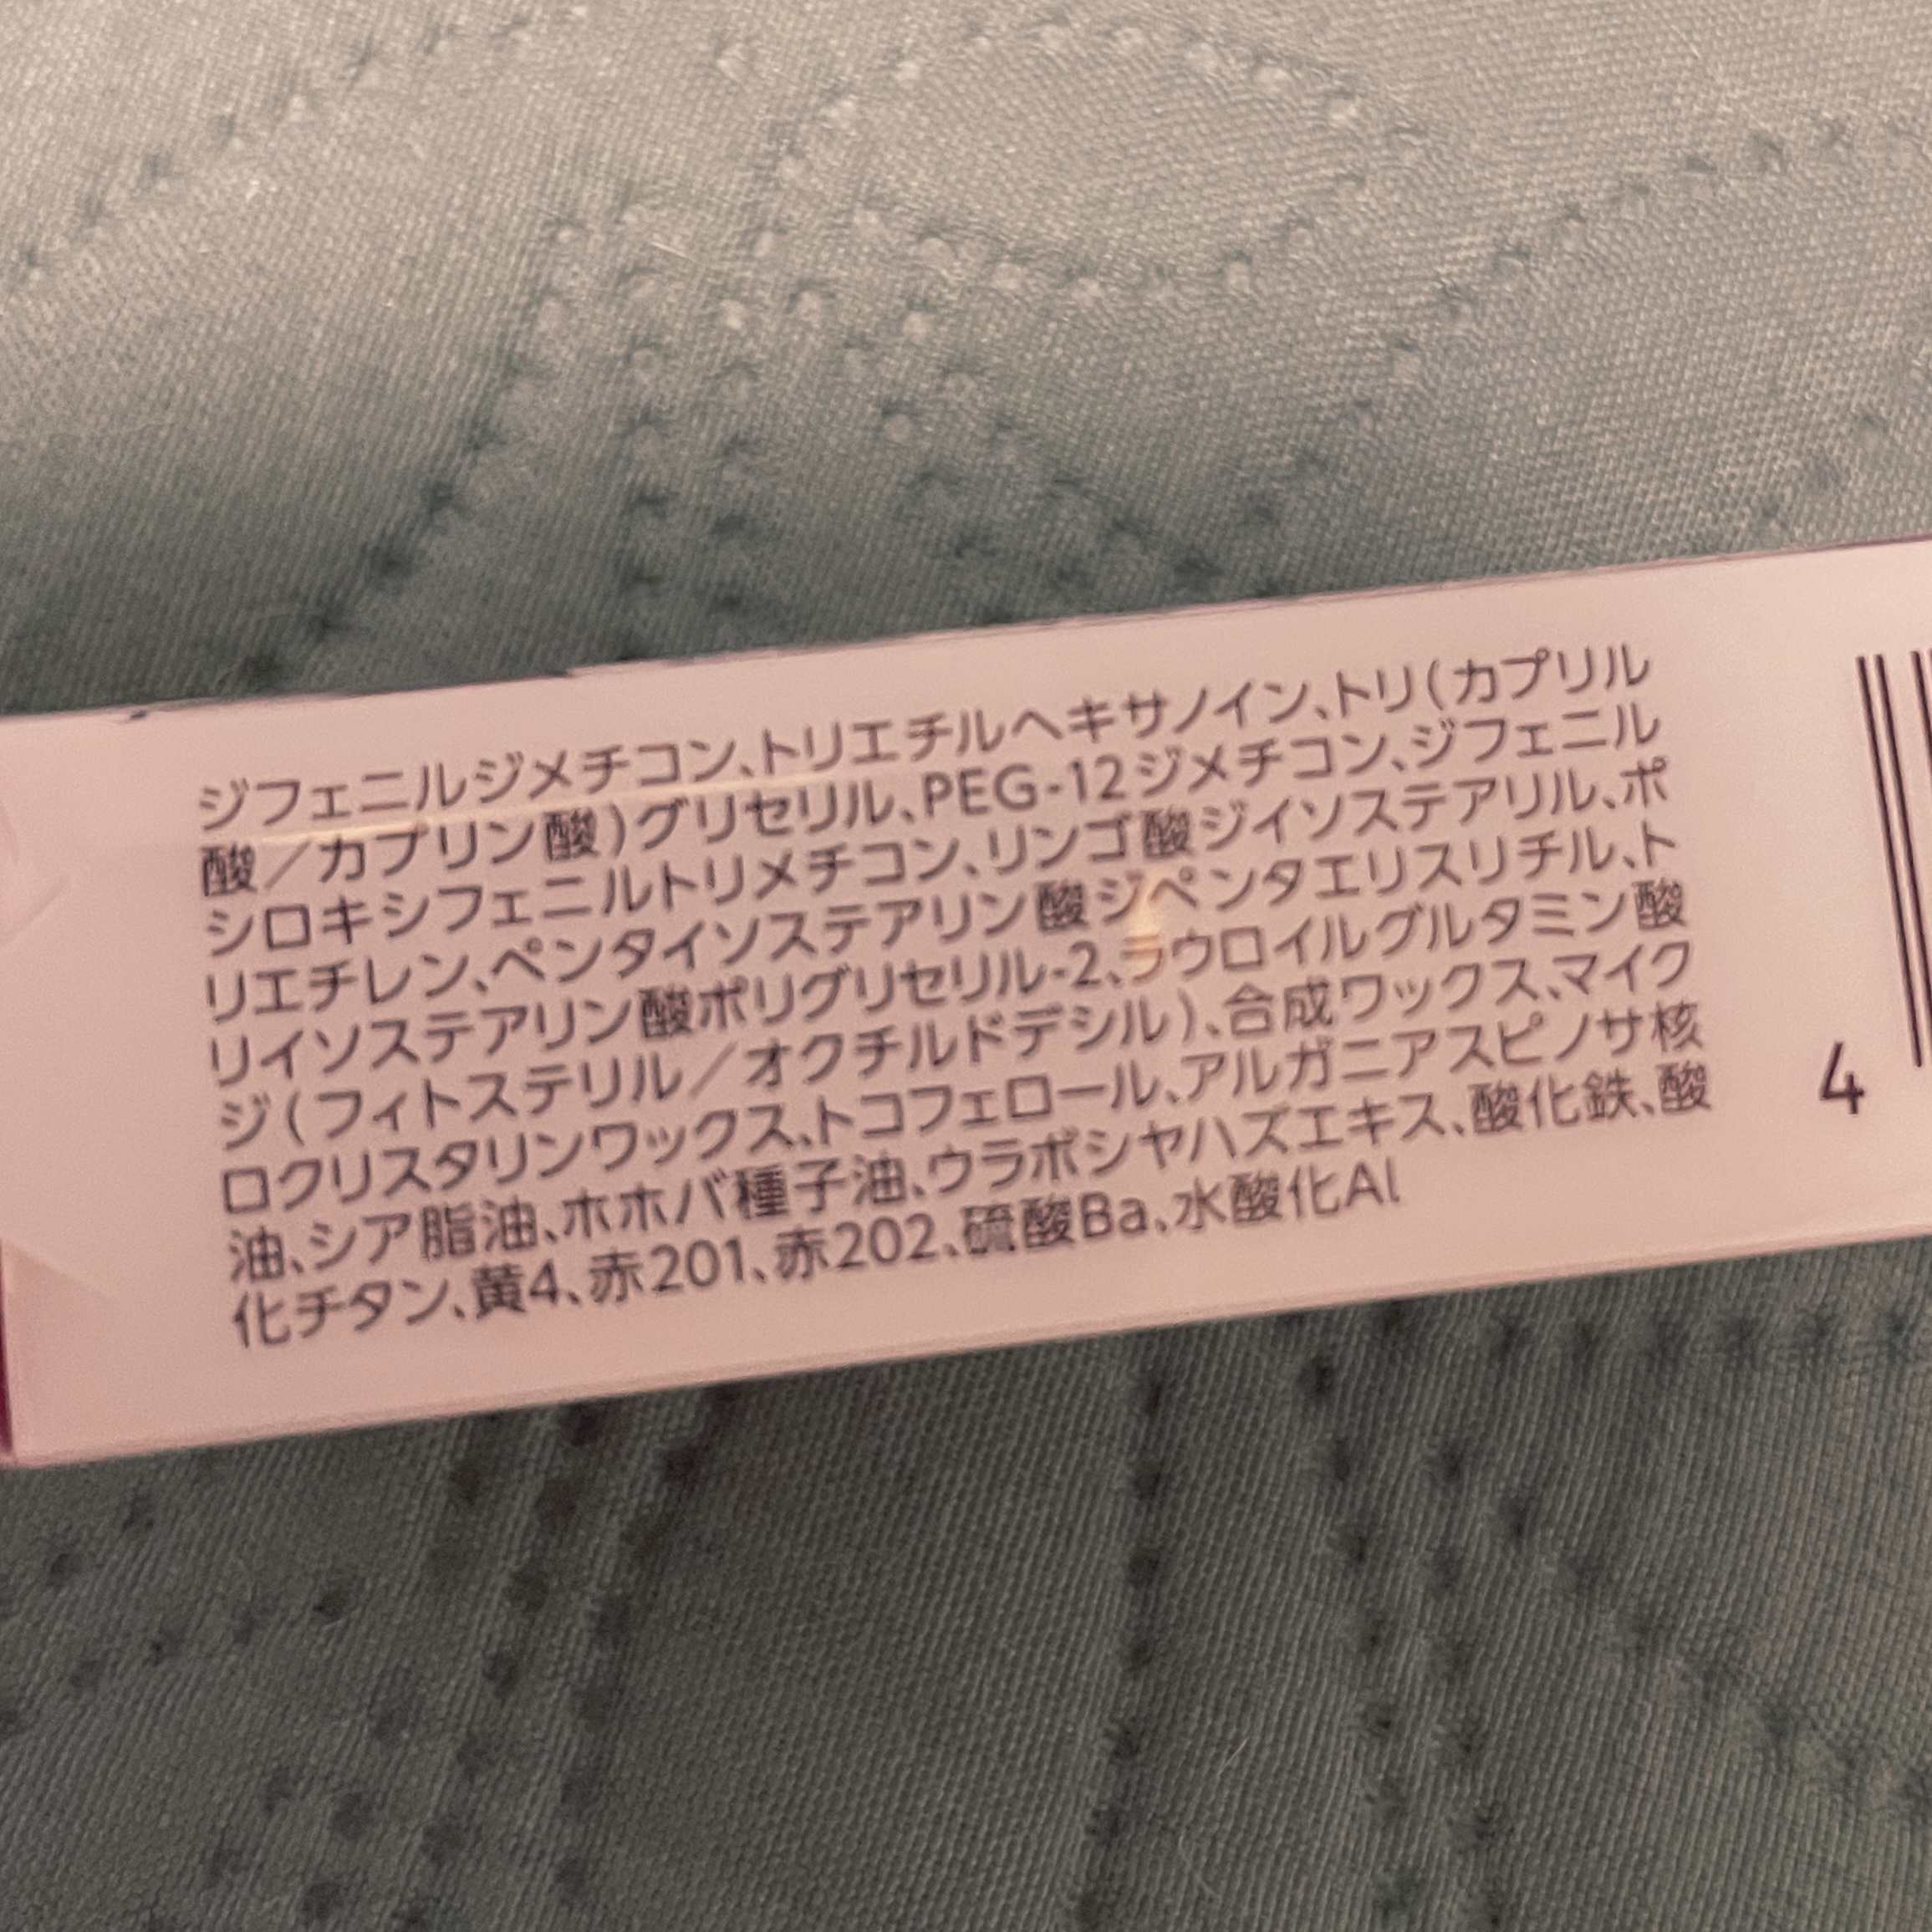 ジフェニルジメチコン、トリエチルヘキサノイン、トリ(カプリル
酸／カプリン酸)グリセリル、PEG-12ジメチコン、ジフェニル
シロキシフェニルトリメチコン、リンゴ酸ジイソステアリル、ポ
リエチレン、ペンタイソステアリン酸ジペンタエリスリチル、ト
リイソステアリン酸ポリグリセリル-2、ラウロイルグルタミン酸
ジ(フィトステリル／オクチルドデシル)、合成ワックス、マイク
ロクリスタリンワックス、トコフェロール、アルガニアスピノサ核
油、シア脂油、ホホバ種子油、ウラボシヤハズエキス、酸化鉄、酸
化チタン、黄4、赤201、赤202、硫酸Ba、水酸化Al
4